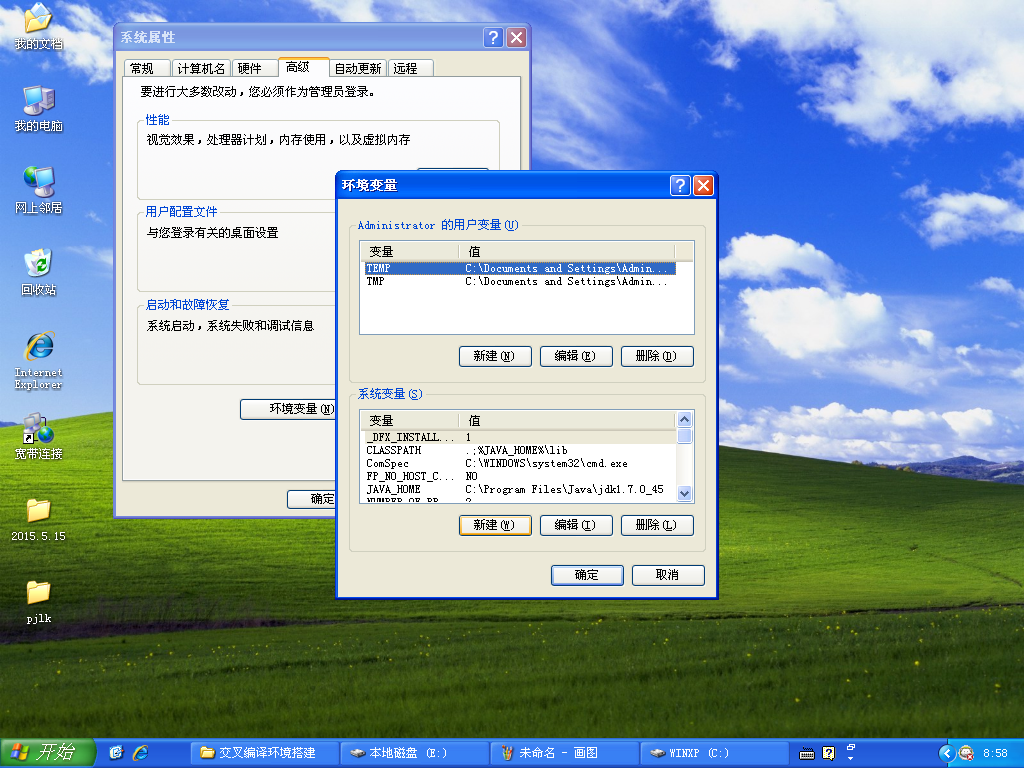 我的文档
我的电脑
网上邻居
回收站
Internet
Explorer
宽带连接
2015.5.15
pjlk
系统属性
常规 计算机名 硬件 高级 自动更新 远程
要进行大多数改动，您必须作为管理员登录。
性能
视觉效果，处理器计划，内存使用，以及虚拟内存
用户配置文件
与您登录有关的桌面设置
启动和故障恢复
系统启动，系统失败和调试信息
环境变量(N)
确定
环境变量
Administrator 的用户变量(U)
变量 值
TEMP C:\Documents and Settings\Admin...
TMP C:\Documents and Settings\Admin...
新建(N) 编辑(E) 删除(D)
系统变量(S)
变量 值
_DFX_INSTALL... 1
CLASSPATH .;%JAVA_HOME%\lib
ComSpec C:\WINDOWS\system32\cmd.exe
FP_NO_HOST_C... NO
JAVA_HOME C:\Program Files\Java\jdk1.7.0_45
新建(W) 编辑(I) 删除(L)
确定 取消
开始 交叉编译环境搭建 本地磁盘 (E:) 未命名 - 画图 WINXP (C:) 8:58